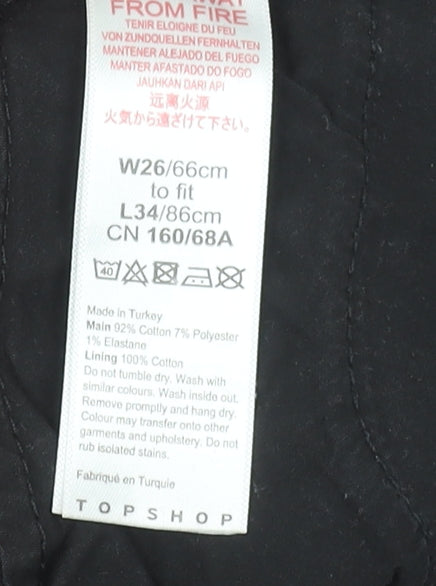 FROM FIRE
TENIR ELOIGNE DU FEU
VON ZUNDQUELLEN FERNHALTEN
MANTENER ALEJADO DEL FUEGO
MANTER AFASTADO DO FOGO
JAUHKAN DARI API
远离火源
火気から遠ざけて下さい。
W26/66cm
to fit
L34/86cm
CN 160/68A
40
Made in Turkey
Main 92% Cotton 7% Polyester
1% Elastane
Lining 100% Cotton
Do not tumble dry. Wash with
similar colours. Wash inside out.
Remove promptly and hang dry.
Colour may transfer onto other
garments and upholstery. Do not
rub isolated stains.
Fabriqué en Turquie
TOPSHOP